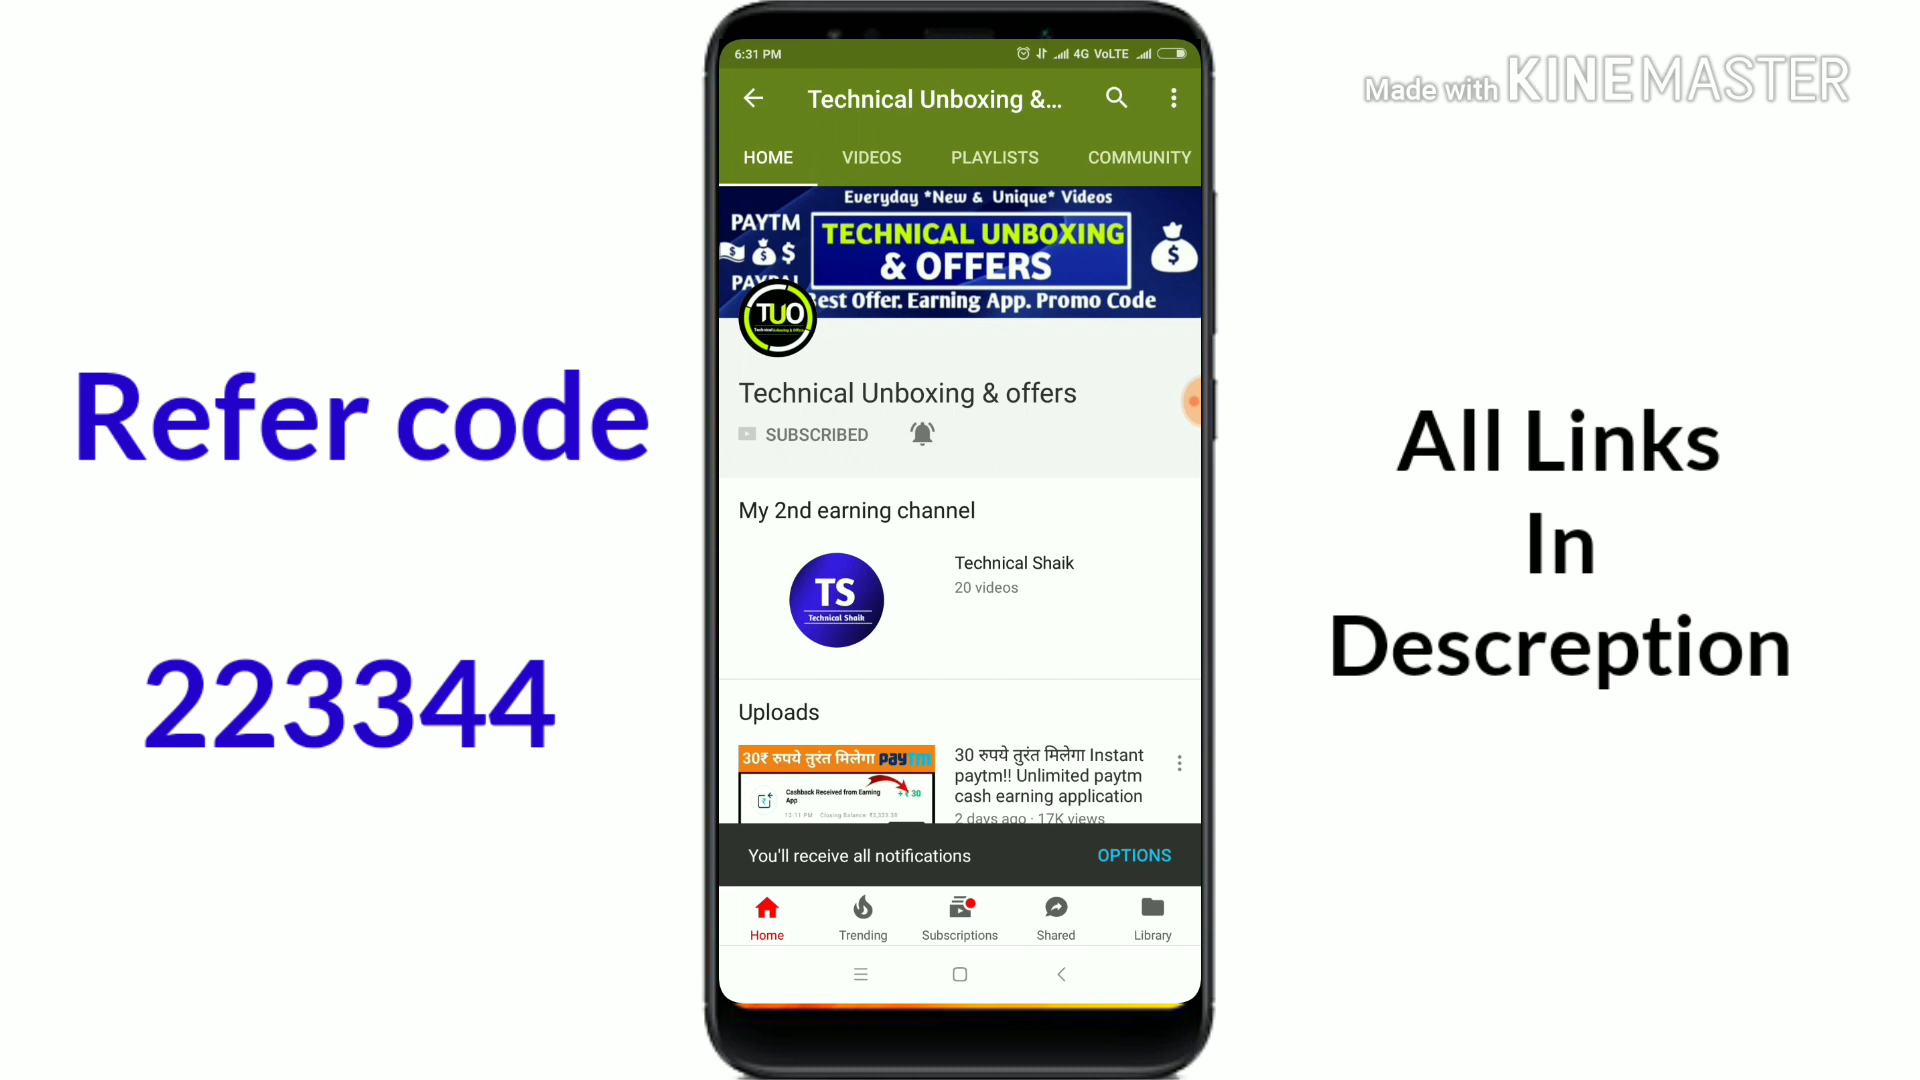 Made with KINEMASTER
Refer code
223344
6:31 PM
4G VoLTE
Technical Unboxing &...
HOME VIDEOS PLAYLISTS COMMUNITY
Everyday *New & Unique* Videos
PAYTM
TECHNICAL UNBOXING
& OFFERS
Best Offer. Earning App. Promo Code
TUO
Technical Unboxing & offers
SUBSCRIBED
My 2nd earning channel
TS
Technical Shaik
Technical Shaik
20 videos
Uploads
30₹ रुपये तुरंत मिलेगा paytm
Cashback Received from Earning
App
+ ₹ 30
30 रुपये तुरंत मिलेगा Instant
paytm!! Unlimited paytm
cash earning application
2 days ago · 17K views
You'll receive all notifications OPTIONS
Home Trending Subscriptions Shared Library
All Links
In
Descreption